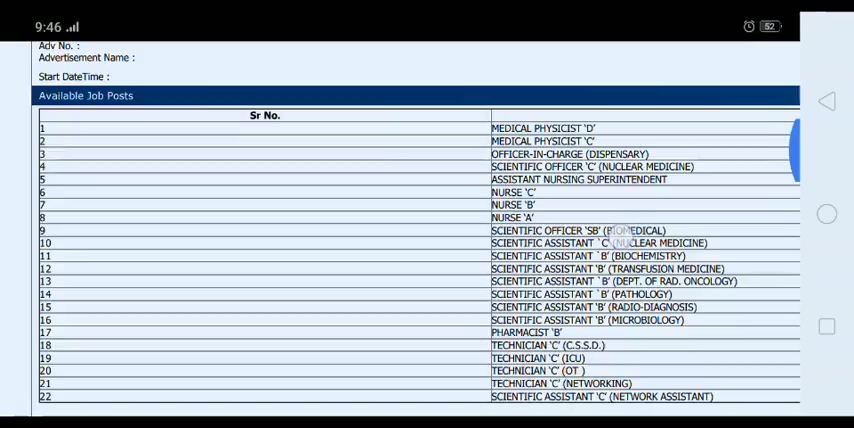 9:46
52
Adv No. :
Advertisement Name :
Start DateTime :
Available Job Posts
Sr No.
1 MEDICAL PHYSICIST ‘D’
2 MEDICAL PHYSICIST ‘C’
3 OFFICER-IN-CHARGE (DISPENSARY)
4 SCIENTIFIC OFFICER ‘C’ (NUCLEAR MEDICINE)
5 ASSISTANT NURSING SUPERINTENDENT
6 NURSE ‘C’
7 NURSE ‘B’
8 NURSE ‘A’
9 SCIENTIFIC OFFICER ‘SB’ (BIOMEDICAL)
10 SCIENTIFIC ASSISTANT `C’ (NUCLEAR MEDICINE)
11 SCIENTIFIC ASSISTANT `B’ (BIOCHEMISTRY)
12 SCIENTIFIC ASSISTANT ‘B’ (TRANSFUSION MEDICINE)
13 SCIENTIFIC ASSISTANT `B’ (DEPT. OF RAD. ONCOLOGY)
14 SCIENTIFIC ASSISTANT `B’ (PATHOLOGY)
15 SCIENTIFIC ASSISTANT ‘B’ (RADIO-DIAGNOSIS)
16 SCIENTIFIC ASSISTANT ‘B’ (MICROBIOLOGY)
17 PHARMACIST ‘B’
18 TECHNICIAN ‘C’ (C.S.S.D.)
19 TECHNICIAN ‘C’ (ICU)
20 TECHNICIAN ‘C’ (OT )
21 TECHNICIAN ‘C’ (NETWORKING)
22 SCIENTIFIC ASSISTANT ‘C’ (NETWORK ASSISTANT)